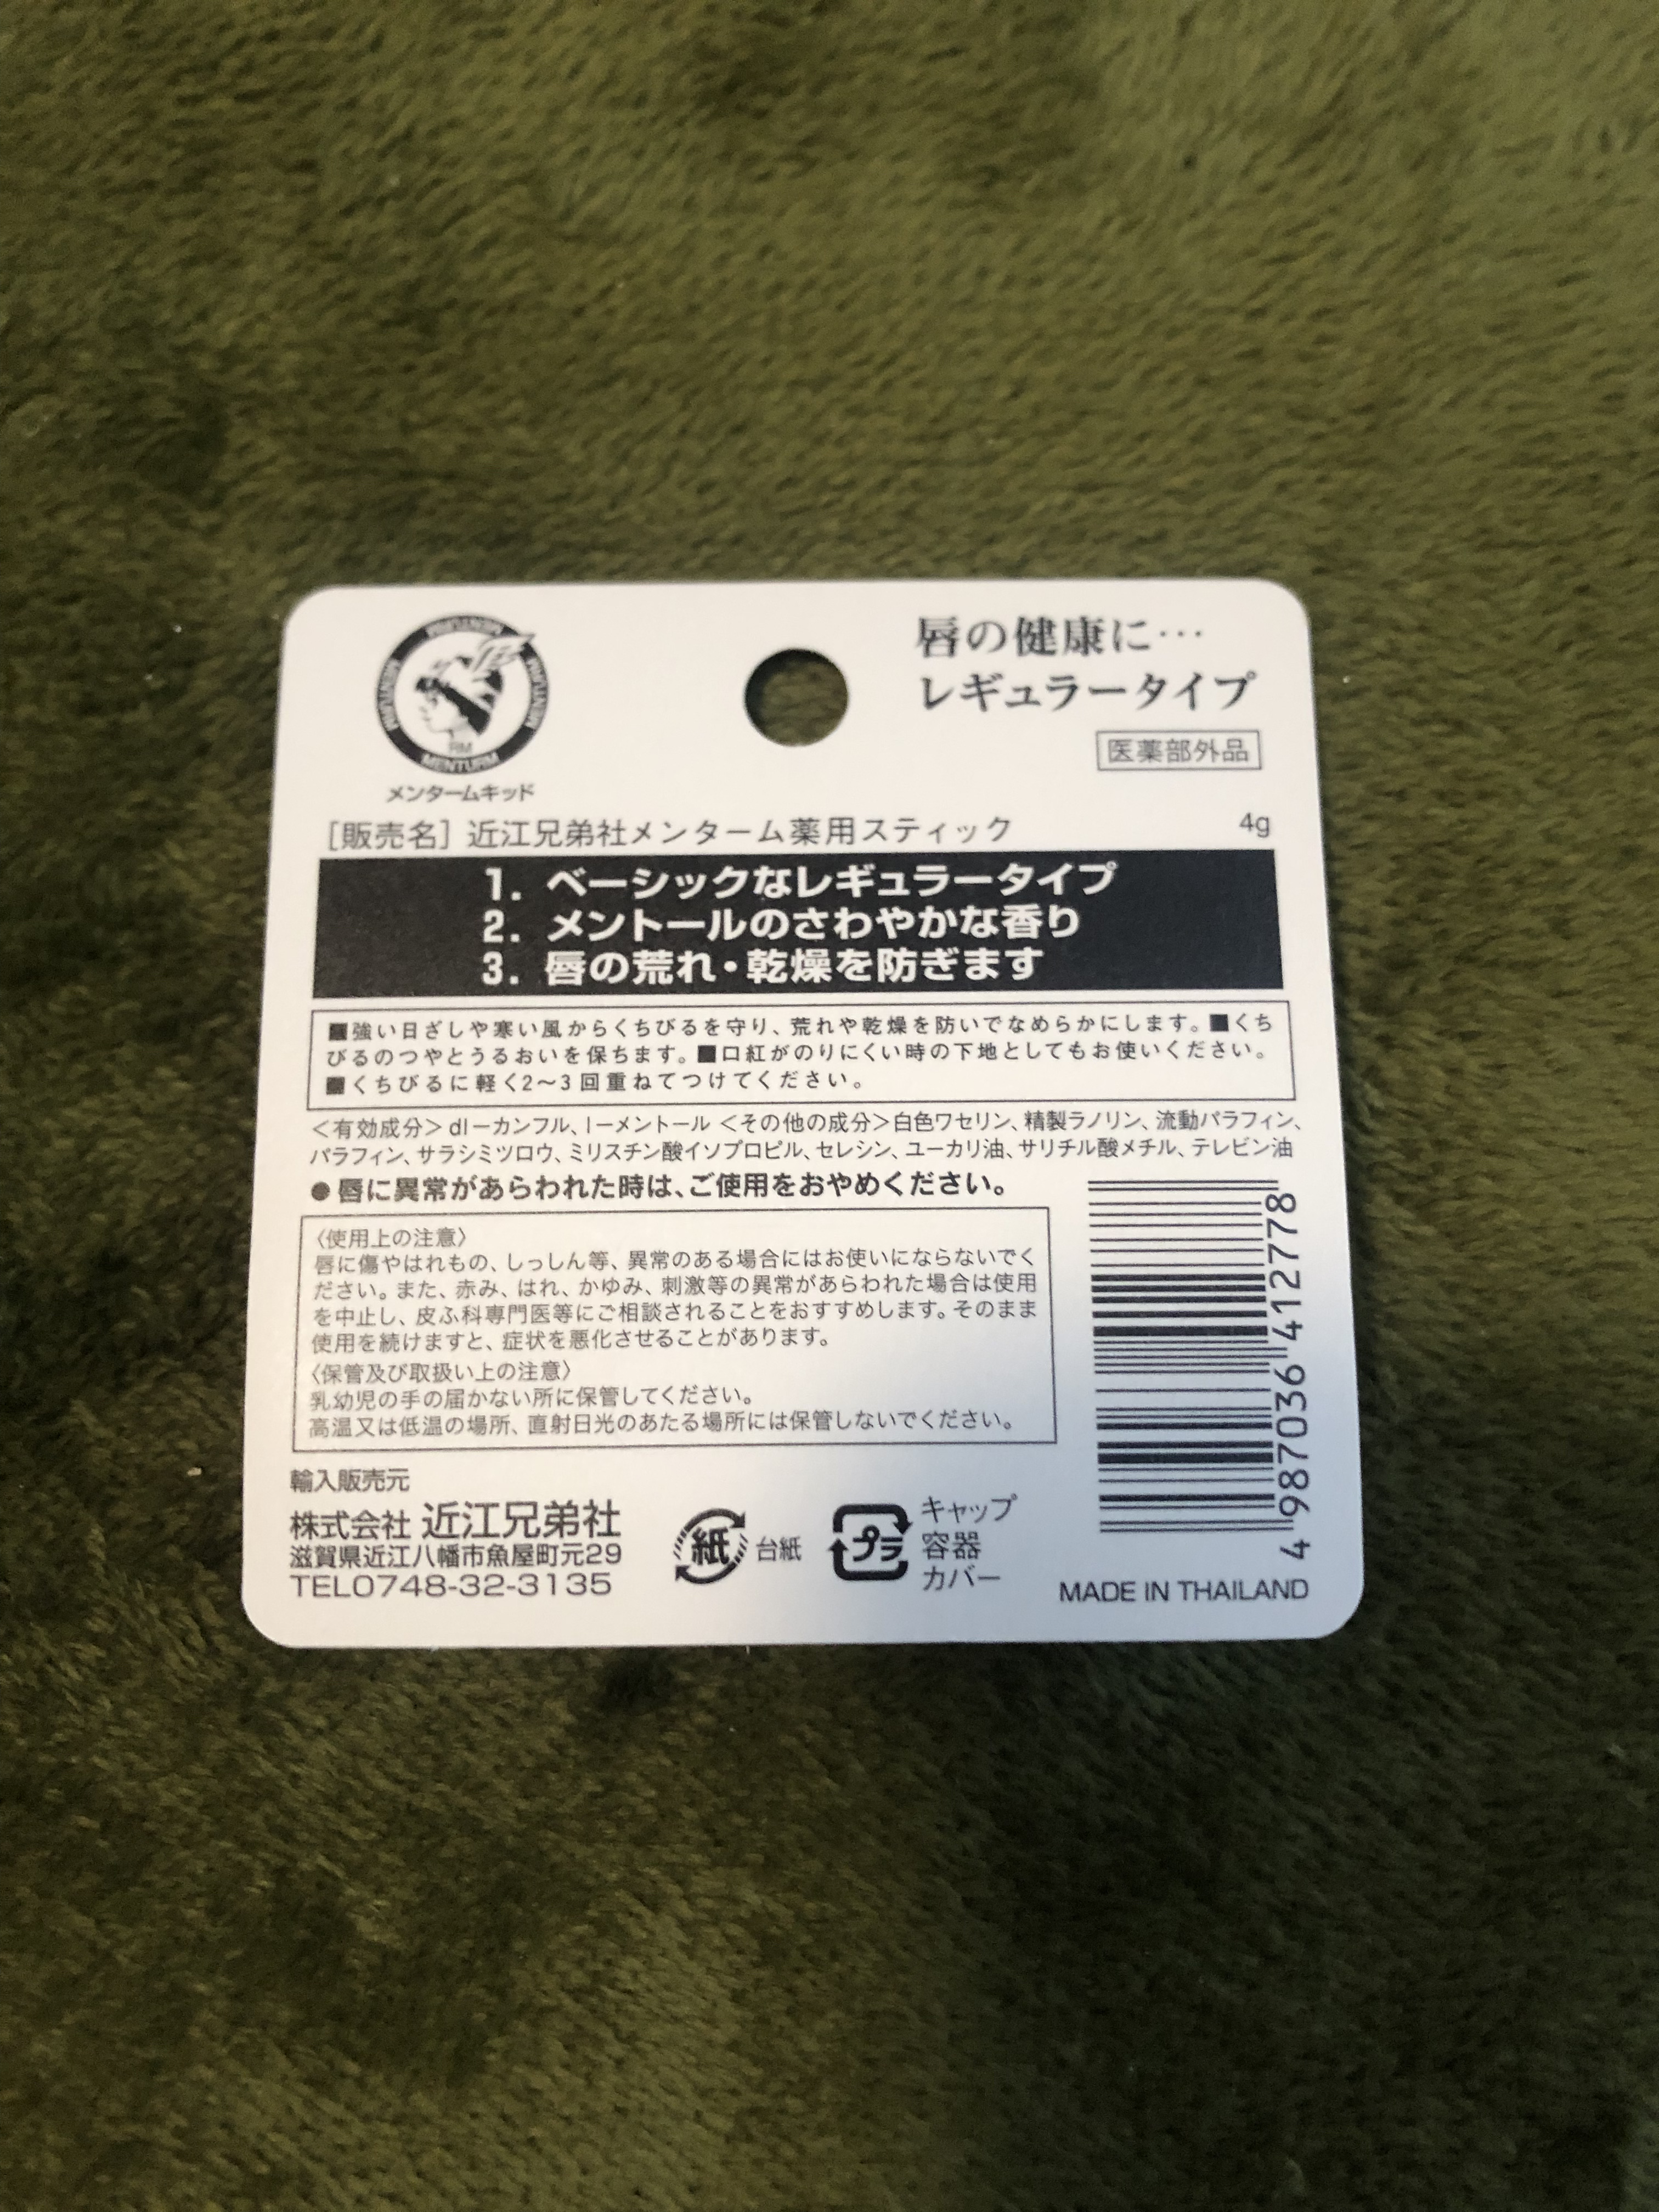 MENTURM
RM
メンタームキッド
唇の健康に…
レギュラータイプ
医薬部外品
[販売名] 近江兄弟社メンターム薬用スティック 4g
1. ベーシックなレギュラータイプ
2. メントールのさわやかな香り
3. 唇の荒れ・乾燥を防ぎます
■強い日ざしや寒い風からくちびるを守り、荒れや乾燥を防いでなめらかにします。■くち
びるのつやとうるおいを保ちます。■口紅がのりにくい時の下地としてもお使いください。
■くちびるに軽く2〜3回重ねてつけてください。
＜有効成分＞dl－カンフル、l－メントール ＜その他の成分＞白色ワセリン、精製ラノリン、流動パラフィン、
パラフィン、サラシミツロウ、ミリスチン酸イソプロピル、セレシン、ユーカリ油、サリチル酸メチル、テレビン油
●唇に異常があらわれた時は、ご使用をおやめください。
〈使用上の注意〉
唇に傷やはれもの、しっしん等、異常のある場合にはお使いにならないでく
ださい。また、赤み、はれ、かゆみ、刺激等の異常があらわれた場合は使用
を中止し、皮ふ科専門医等にご相談されることをおすすめします。そのまま
使用を続けますと、症状を悪化させることがあります。
〈保管及び取扱い上の注意〉
乳幼児の手の届かない所に保管してください。
高温又は低温の場所、直射日光のあたる場所には保管しないでください。
4 987036 412778
輸入販売元
株式会社 近江兄弟社
滋賀県近江八幡市魚屋町元29
TEL0748-32-3135
紙 台紙
プラ キャップ
容器
カバー
MADE IN THAILAND